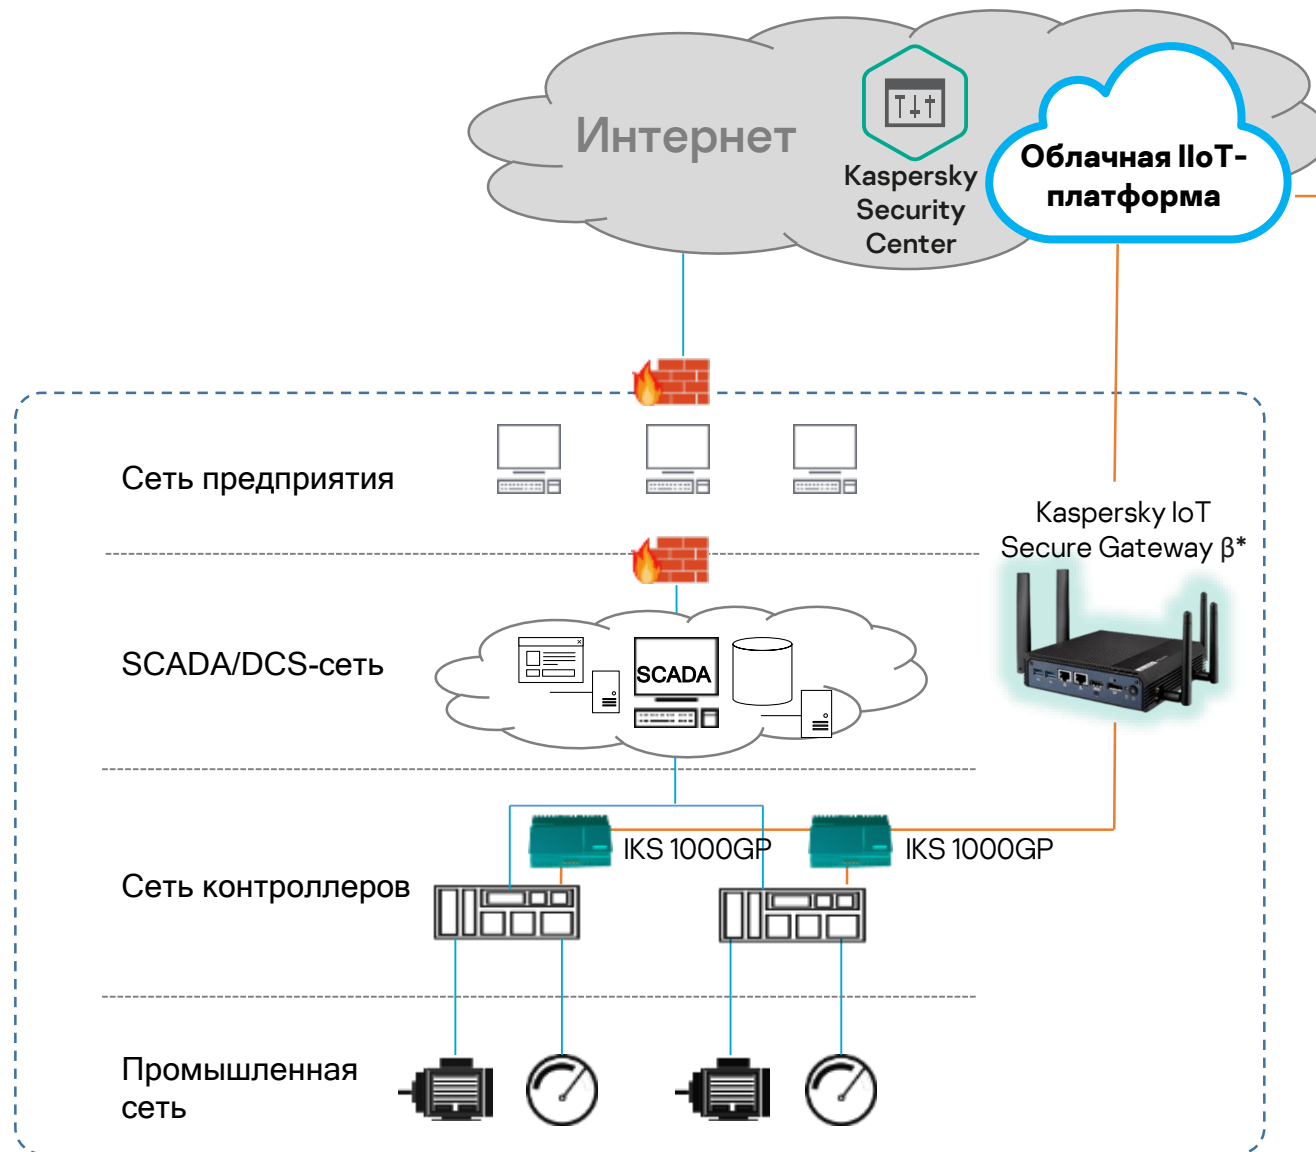 Интернет
Kaspersky
Security
Center
Облачная IIoT-
платформа
Сеть предприятия
Kaspersky IoT
Secure Gateway β*
SCADA/DCS-сеть
SCADA
IKS 1000GP
IKS 1000GP
Сеть контроллеров
Промышленная
сеть